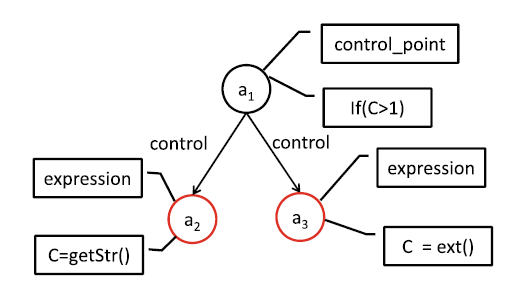 control_point
a1
If(C>1)
control
control
expression
expression
a2
a3
C=getStr()
C = ext()